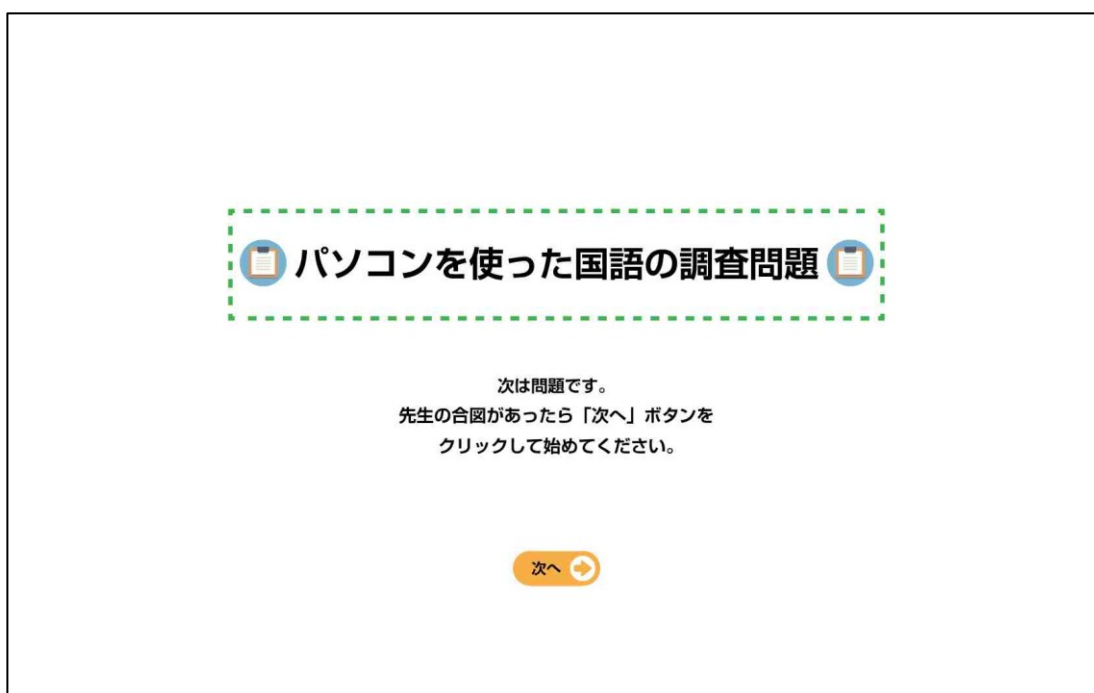 パソコンを使った国語の調査問題
次は問題です。
先生の合図があったら「次へ」ボタンを
クリックして始めてください。
次へ